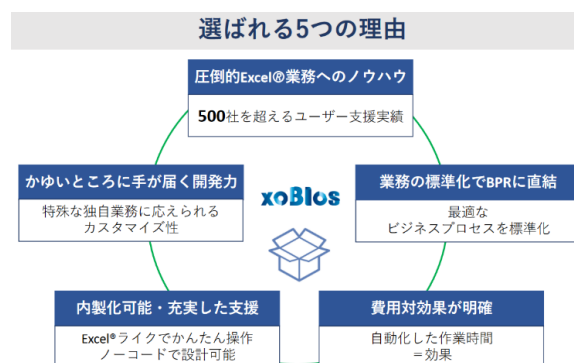 選ばれる5つの理由
圧倒的Excel®業務へのノウハウ
500社を超えるユーザー支援実績
かゆいところに手が届く開発力
特殊な独自業務に応えられる
カスタマイズ性
業務の標準化でBPRに直結
最適な
ビジネスプロセスを標準化
xoBlos
内製化可能・充実した支援
Excel®ライクでかんたん操作
ノーコードで設計可能
費用対効果が明確
自動化した作業時間
＝効果